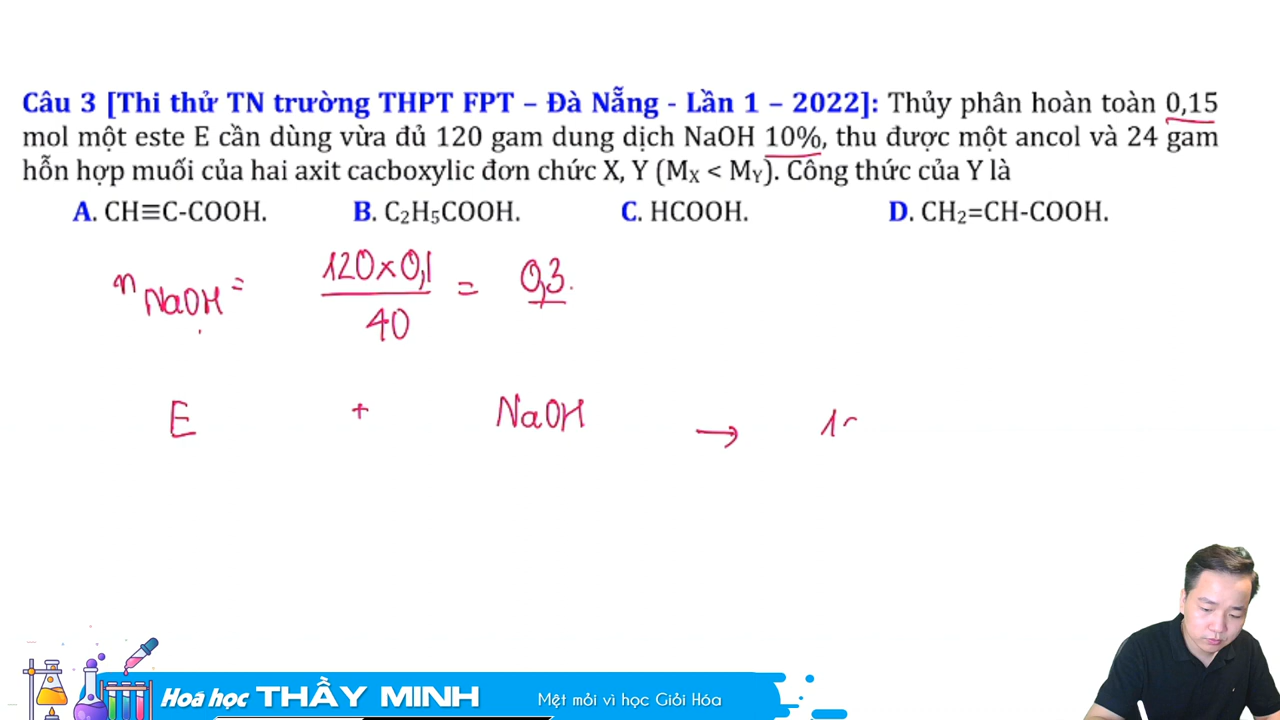 Câu 3 [Thi thử TN trường THPT FPT – Đà Nẵng - Lần 1 – 2022]: Thủy phân hoàn toàn 0,15
mol một este E cần dùng vừa đủ 120 gam dung dịch NaOH 10%, thu được một ancol và 24 gam
hỗn hợp muối của hai axit cacboxylic đơn chức X, Y (Mₓ < Mᵧ). Công thức của Y là
A. CH≡C-COOH. B. C₂H₅COOH. C. HCOOH. D. CH₂=CH-COOH.
n NaOH = 120×0,1 / 40 = 0,3.
E + NaOH → 1
Hoá học THẦY MINH Mệt mỏi vì học Giỏi Hóa